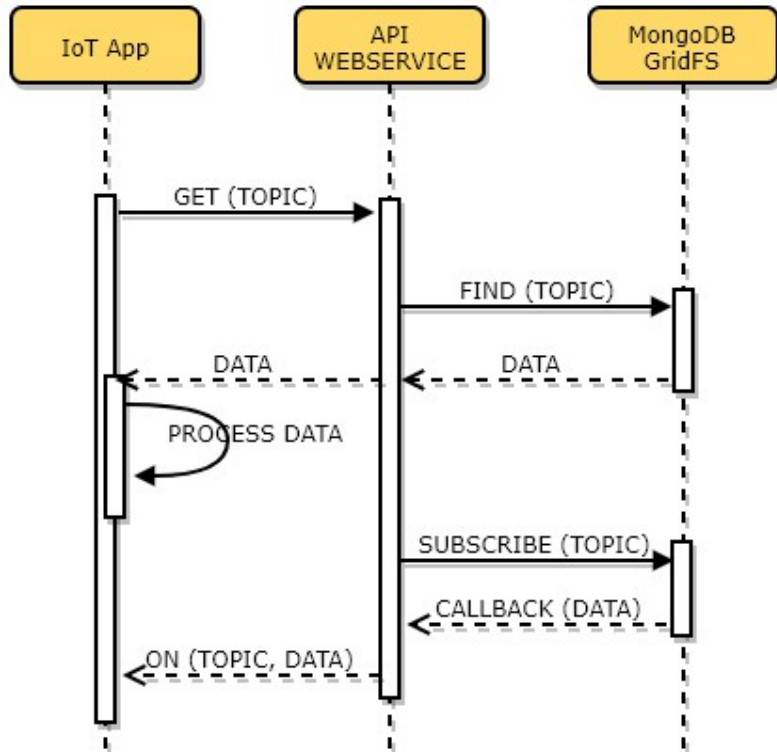 IoT App
API
WEBSERVICE
MongoDB
GridFS
GET (TOPIC)
FIND (TOPIC)
DATA
DATA
PROCESS DATA
SUBSCRIBE (TOPIC)
CALLBACK (DATA)
ON (TOPIC, DATA)